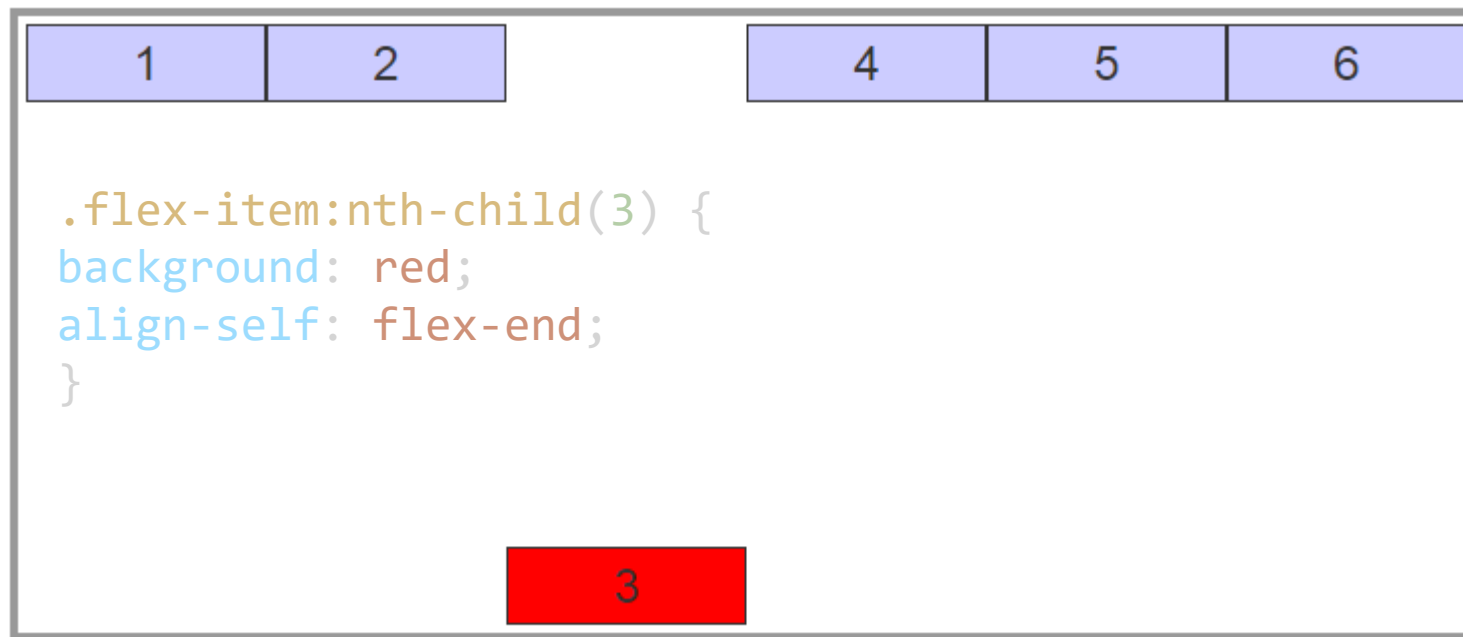 1 2 4 5 6
.flex-item:nth-child(3) {
background: red;
align-self: flex-end;
}
3